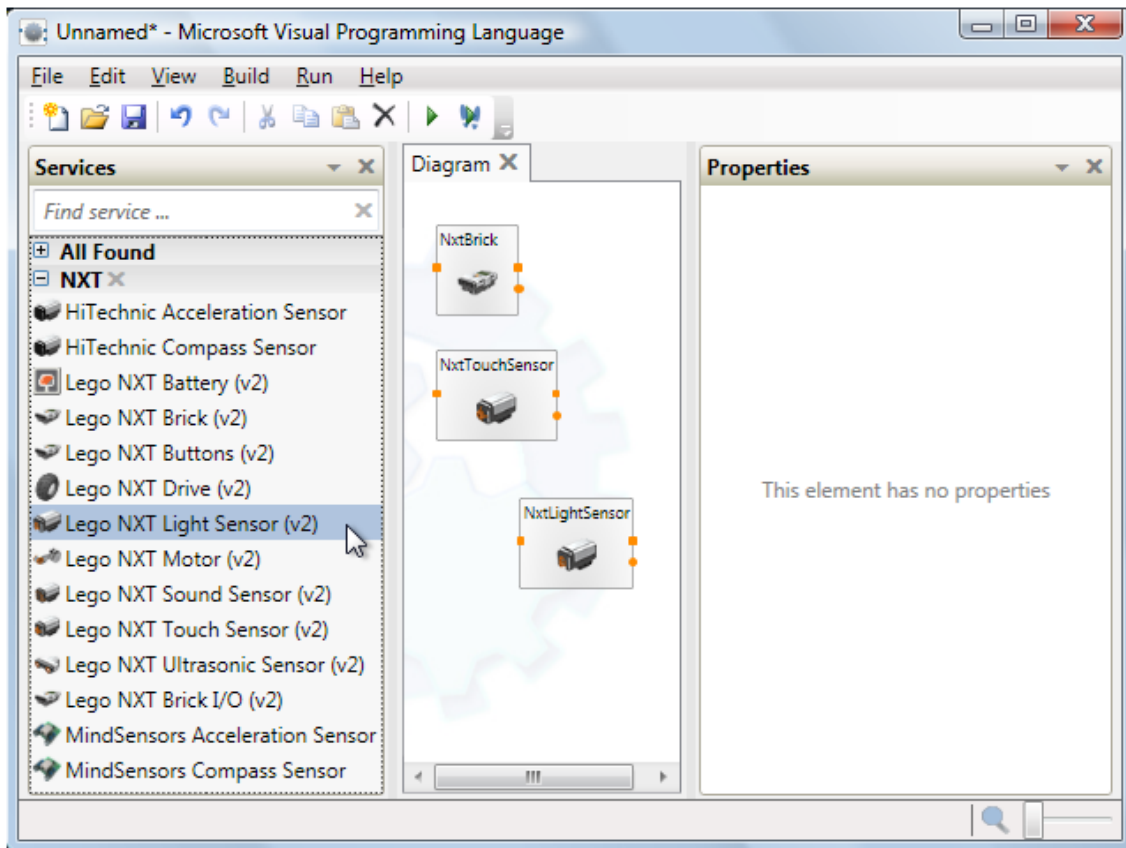 Unnamed* - Microsoft Visual Programming Language
File Edit View Build Run Help
Services
Find service ...
All Found
NXT
HiTechnic Acceleration Sensor
HiTechnic Compass Sensor
Lego NXT Battery (v2)
Lego NXT Brick (v2)
Lego NXT Buttons (v2)
Lego NXT Drive (v2)
Lego NXT Light Sensor (v2)
Lego NXT Motor (v2)
Lego NXT Sound Sensor (v2)
Lego NXT Touch Sensor (v2)
Lego NXT Ultrasonic Sensor (v2)
Lego NXT Brick I/O (v2)
MindSensors Acceleration Sensor
MindSensors Compass Sensor
Diagram
NxtBrick
NxtTouchSensor
NxtLightSensor
Properties
This element has no properties